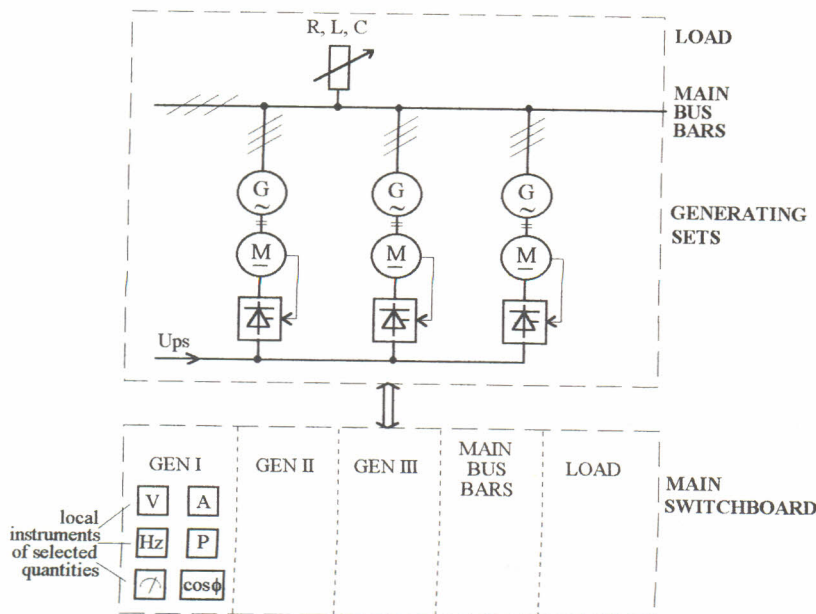 R, L, C
LOAD
MAIN
BUS
BARS
G
~
G
~
G
~
GENERATING
SETS
M
M
M
Ups
GEN I
GEN II
GEN III
MAIN
BUS
BARS
LOAD
MAIN
SWITCHBOARD
V
A
local
instruments
of selected
quantities
Hz
P
cosϕ